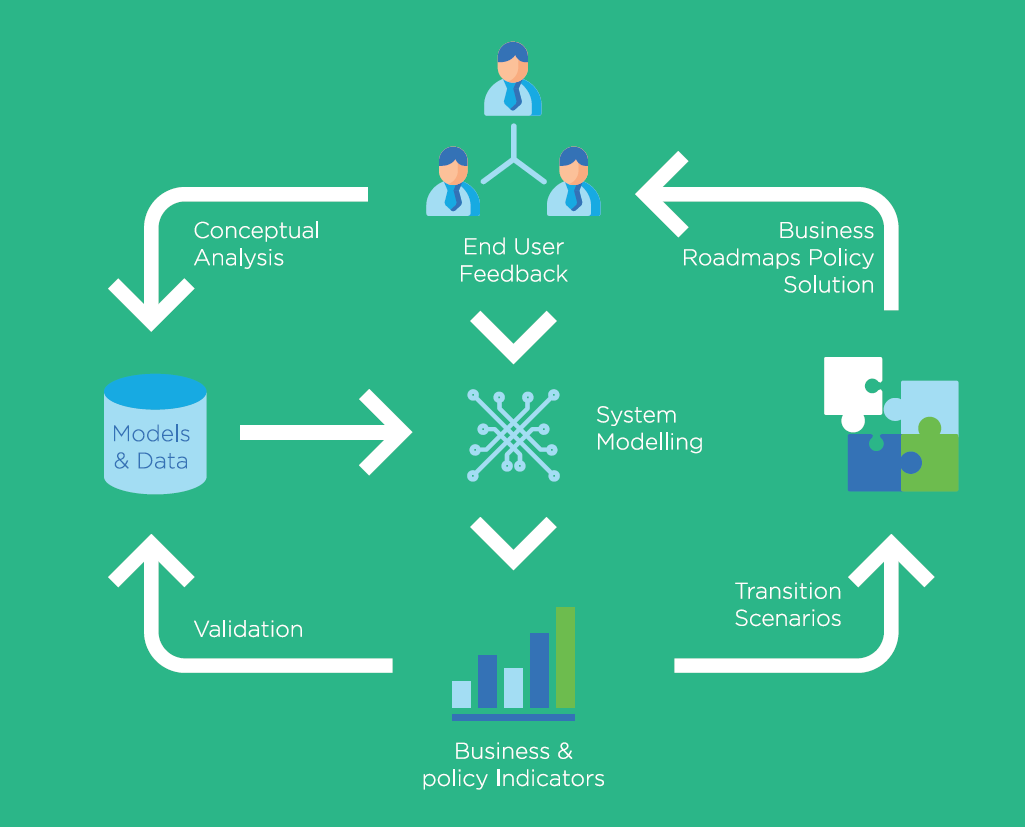 End User
Feedback
Conceptual
Analysis
Business
Roadmaps Policy
Solution
Models
& Data
System
Modelling
Validation
Transition
Scenarios
Business &
policy Indicators